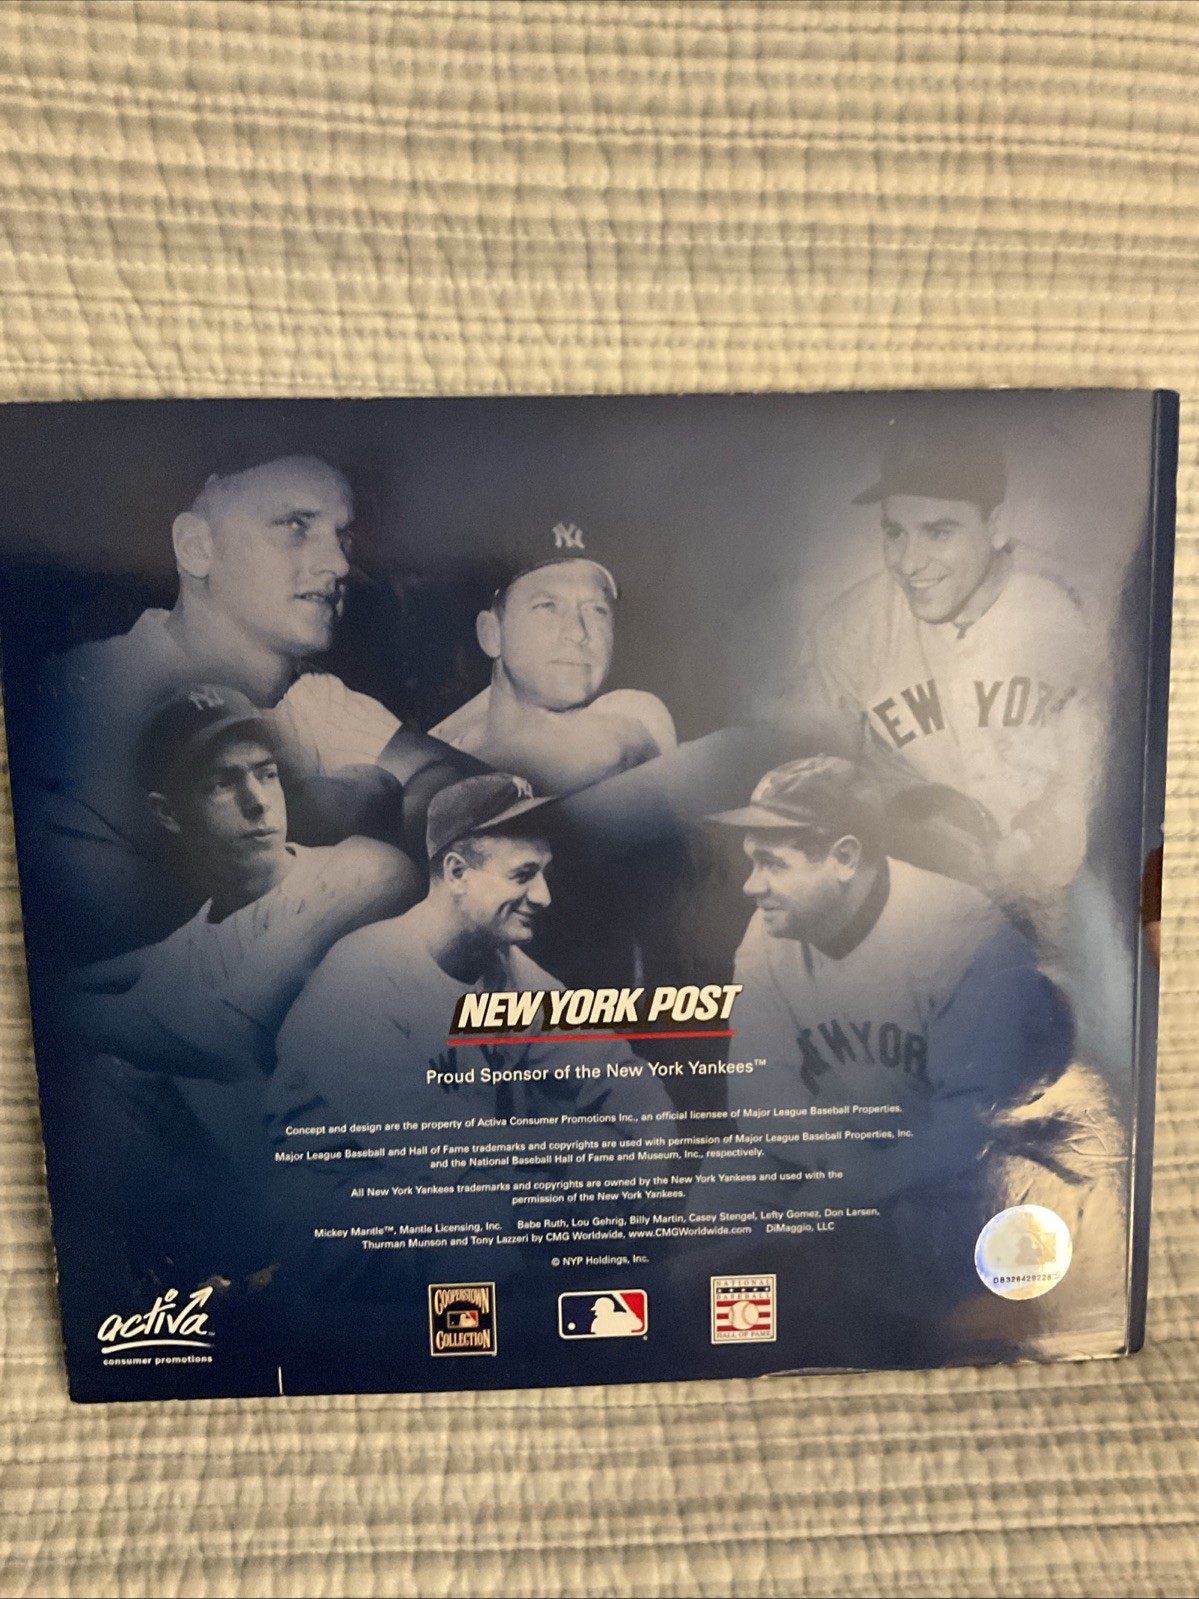 NY
NEW YORK
NY
NY
NEW YORK POST
NEW YOR
Proud Sponsor of the New York Yankees™
Concept and design are the property of Activa Consumer Promotions Inc., an official licensee of Major League Baseball Properties.
Major League Baseball and Hall of Fame trademarks and copyrights are used with permission of Major League Baseball Properties, Inc.
and the National Baseball Hall of Fame and Museum, Inc., respectively.
All New York Yankees trademarks and copyrights are owned by the New York Yankees and used with the
permission of the New York Yankees.
Mickey Mantle™, Mantle Licensing, Inc. Babe Ruth, Lou Gehrig, Billy Martin, Casey Stengel, Lefty Gomez, Don Larsen,
Thurman Munson and Tony Lazzeri by CMG Worldwide, www.CMGWorldwide.com DiMaggio, LLC
© NYP Holdings, Inc.
activa™
consumer promotions
COOPERSTOWN
COLLECTION
NATIONAL
BASEBALL
HALL OF FAME